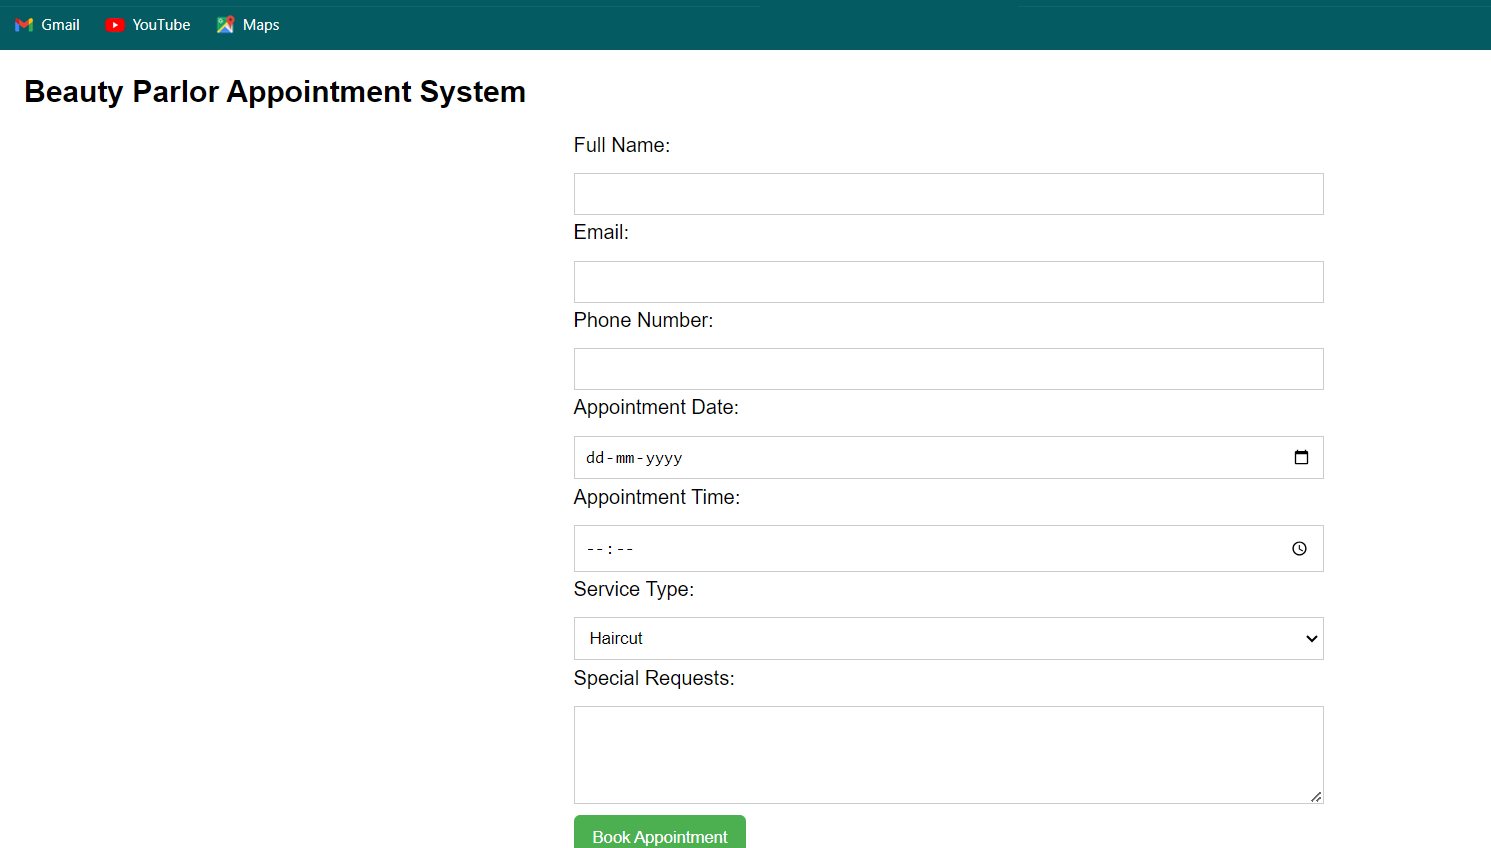 Gmail YouTube Maps
Beauty Parlor Appointment System
Full Name:
Email:
Phone Number:
Appointment Date:
dd-mm-yyyy
Appointment Time:
--:--
Service Type:
Haircut
Special Requests:
Book Appointment